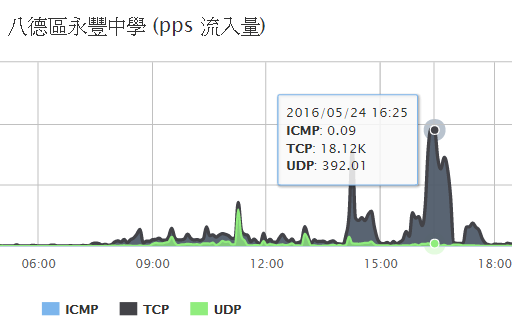 八德區永豐中學 (pps 流入量)
2016/05/24 16:25
ICMP: 0.09
TCP: 18.12K
UDP: 392.01
06:00 09:00 12:00 15:00 18:00
ICMP TCP UDP